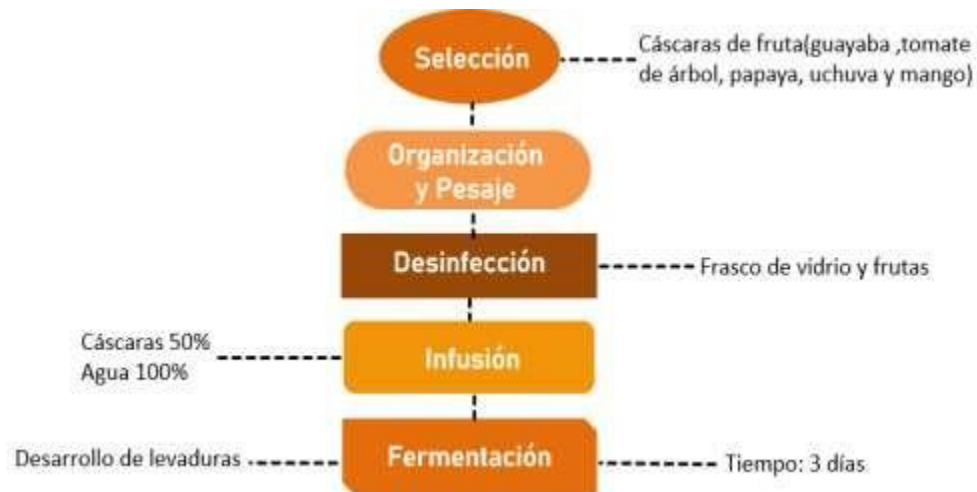 Selección
Cáscaras de fruta(guayaba ,tomate
de árbol, papaya, uchuva y mango)
Organización
y Pesaje
Desinfección
Frasco de vidrio y frutas
Cáscaras 50%
Agua 100%
Infusión
Desarrollo de levaduras
Fermentación
Tiempo: 3 días